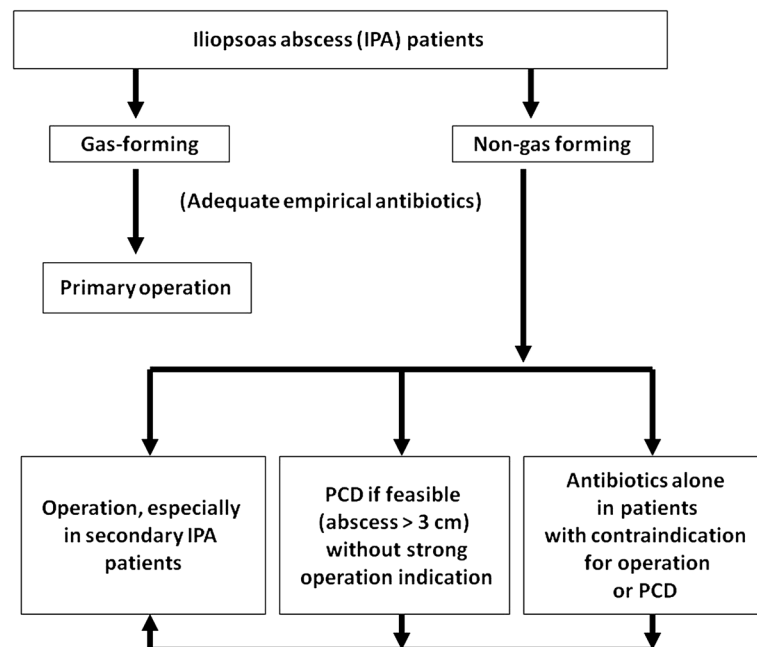 Iliopsoas abscess (IPA) patients
Gas-forming
Non-gas forming
(Adequate empirical antibiotics)
Primary operation
Operation, especially
in secondary IPA
patients
PCD if feasible
(abscess > 3 cm)
without strong
operation indication
Antibiotics alone
in patients
with contraindication
for operation
or PCD